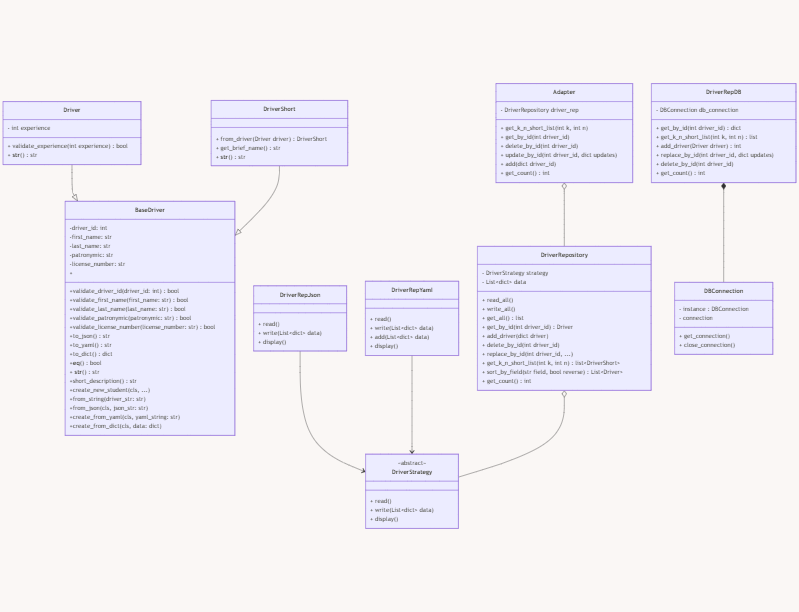 Driver
- int experience
+ validate_experience(int experience) : bool
+ str() : str
DriverShort
+ from_driver(Driver driver) : DriverShort
+ get_brief_name() : str
+ str() : str
Adapter
- DriverRepository driver_rep
+ get_k_n_short_list(int k, int n)
+ get_by_id(int driver_id)
+ delete_by_id(int driver_id)
+ update_by_id(int driver_id, dict updates)
+ add(dict driver_id)
+ get_count() : int
DriverRepDB
- DBConnection db_connection
+ get_by_id(int driver_id) : dict
+ get_k_n_short_list(int k, int n) : list
+ add_driver(Driver driver) : int
+ replace_by_id(int driver_id, dict updates)
+ delete_by_id(int driver_id)
+ get_count() : int
BaseDriver
-driver_id: int
-first_name: str
-last_name: str
-patronymic: str
-license_number: str
+validate_driver_id(driver_id: int) : bool
+validate_first_name(first_name: str) : bool
+validate_last_name(last_name: str) : bool
+validate_patronymic(patronymic: str) : bool
+validate_license_number(license_number: str) : bool
+to_json() : str
+to_yaml() : str
+to_dict() : dict
+eq() : bool
+ str() : str
+short_description() : str
+create_new_student(cls, ...)
+from_string(driver_str: str)
+from_json(cls, json_str: str)
+create_from_yaml(cls, yaml_string: str)
+create_from_dict(cls, data: dict)
DriverRepJson
+ read()
+ write(List<dict> data)
+ display()
DriverRepYaml
+ read()
+ write(List<dict> data)
+ add(List<dict> data)
+ display()
DriverRepository
- DriverStrategy strategy
- List<dict> data
+ read_all()
+ write_all()
+ get_all() : list
+ get_by_id(int driver_id) : Driver
+ add_driver(dict driver)
+ delete_by_id(int driver_id)
+ replace_by_id(int driver_id, ...)
+ get_k_n_short_list(int k, int n) : list<DriverShort>
+ sort_by_field(str field, bool reverse) : List<Driver>
+ get_count() : int
DBConnection
- instance : DBConnection
- connection
+ get_connection()
+ close_connection()
«abstract»
DriverStrategy
+ read()
+ write(List<dict> data)
+ display()